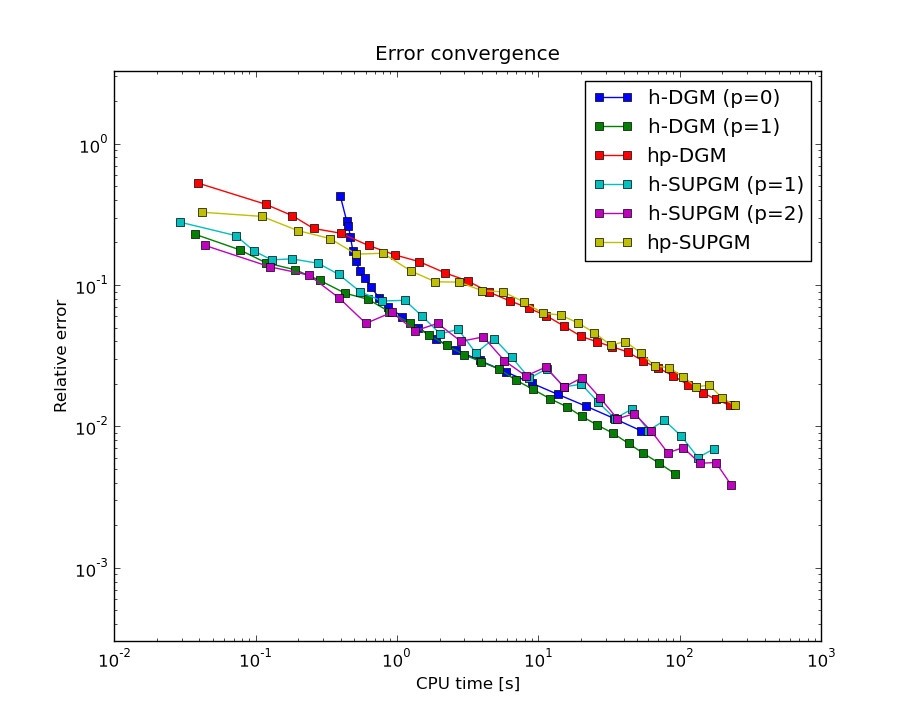 Error convergence
h-DGM (p=0)
h-DGM (p=1)
hp-DGM
h-SUPGM (p=1)
h-SUPGM (p=2)
hp-SUPGM
Relative error
10^0
10^-1
10^-2
10^-3
10^-2 10^-1 10^0 10^1 10^2 10^3
CPU time [s]